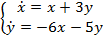 ẋ = x + 3y
ẏ = −6x − 5y